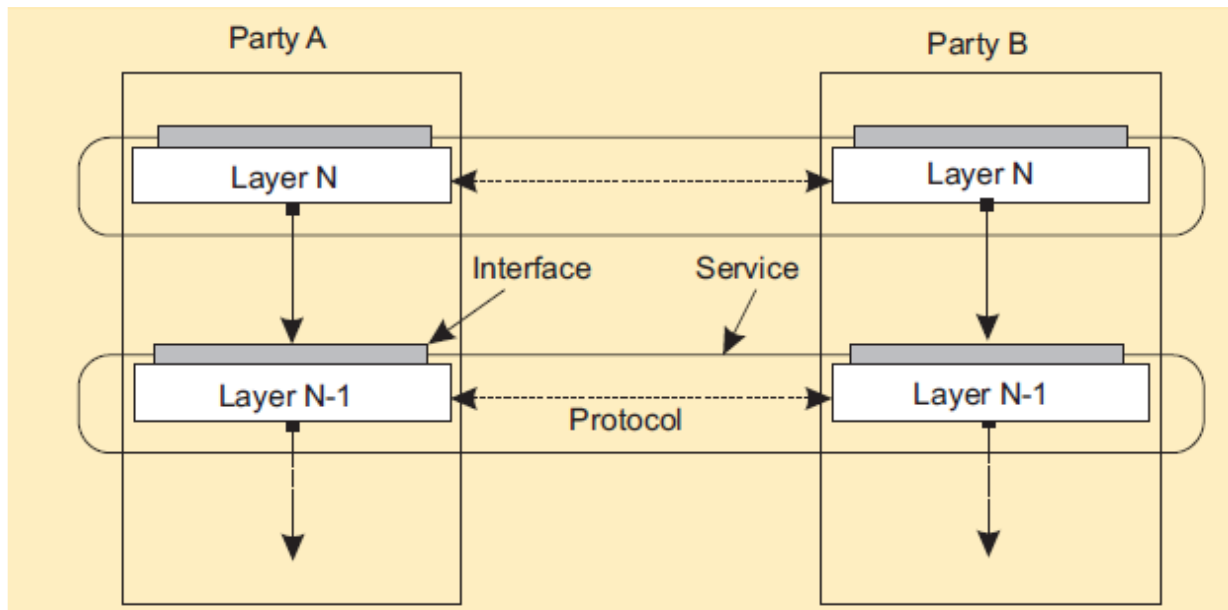 Party A
Party B
Layer N
Layer N
Interface
Service
Layer N-1
Layer N-1
Protocol